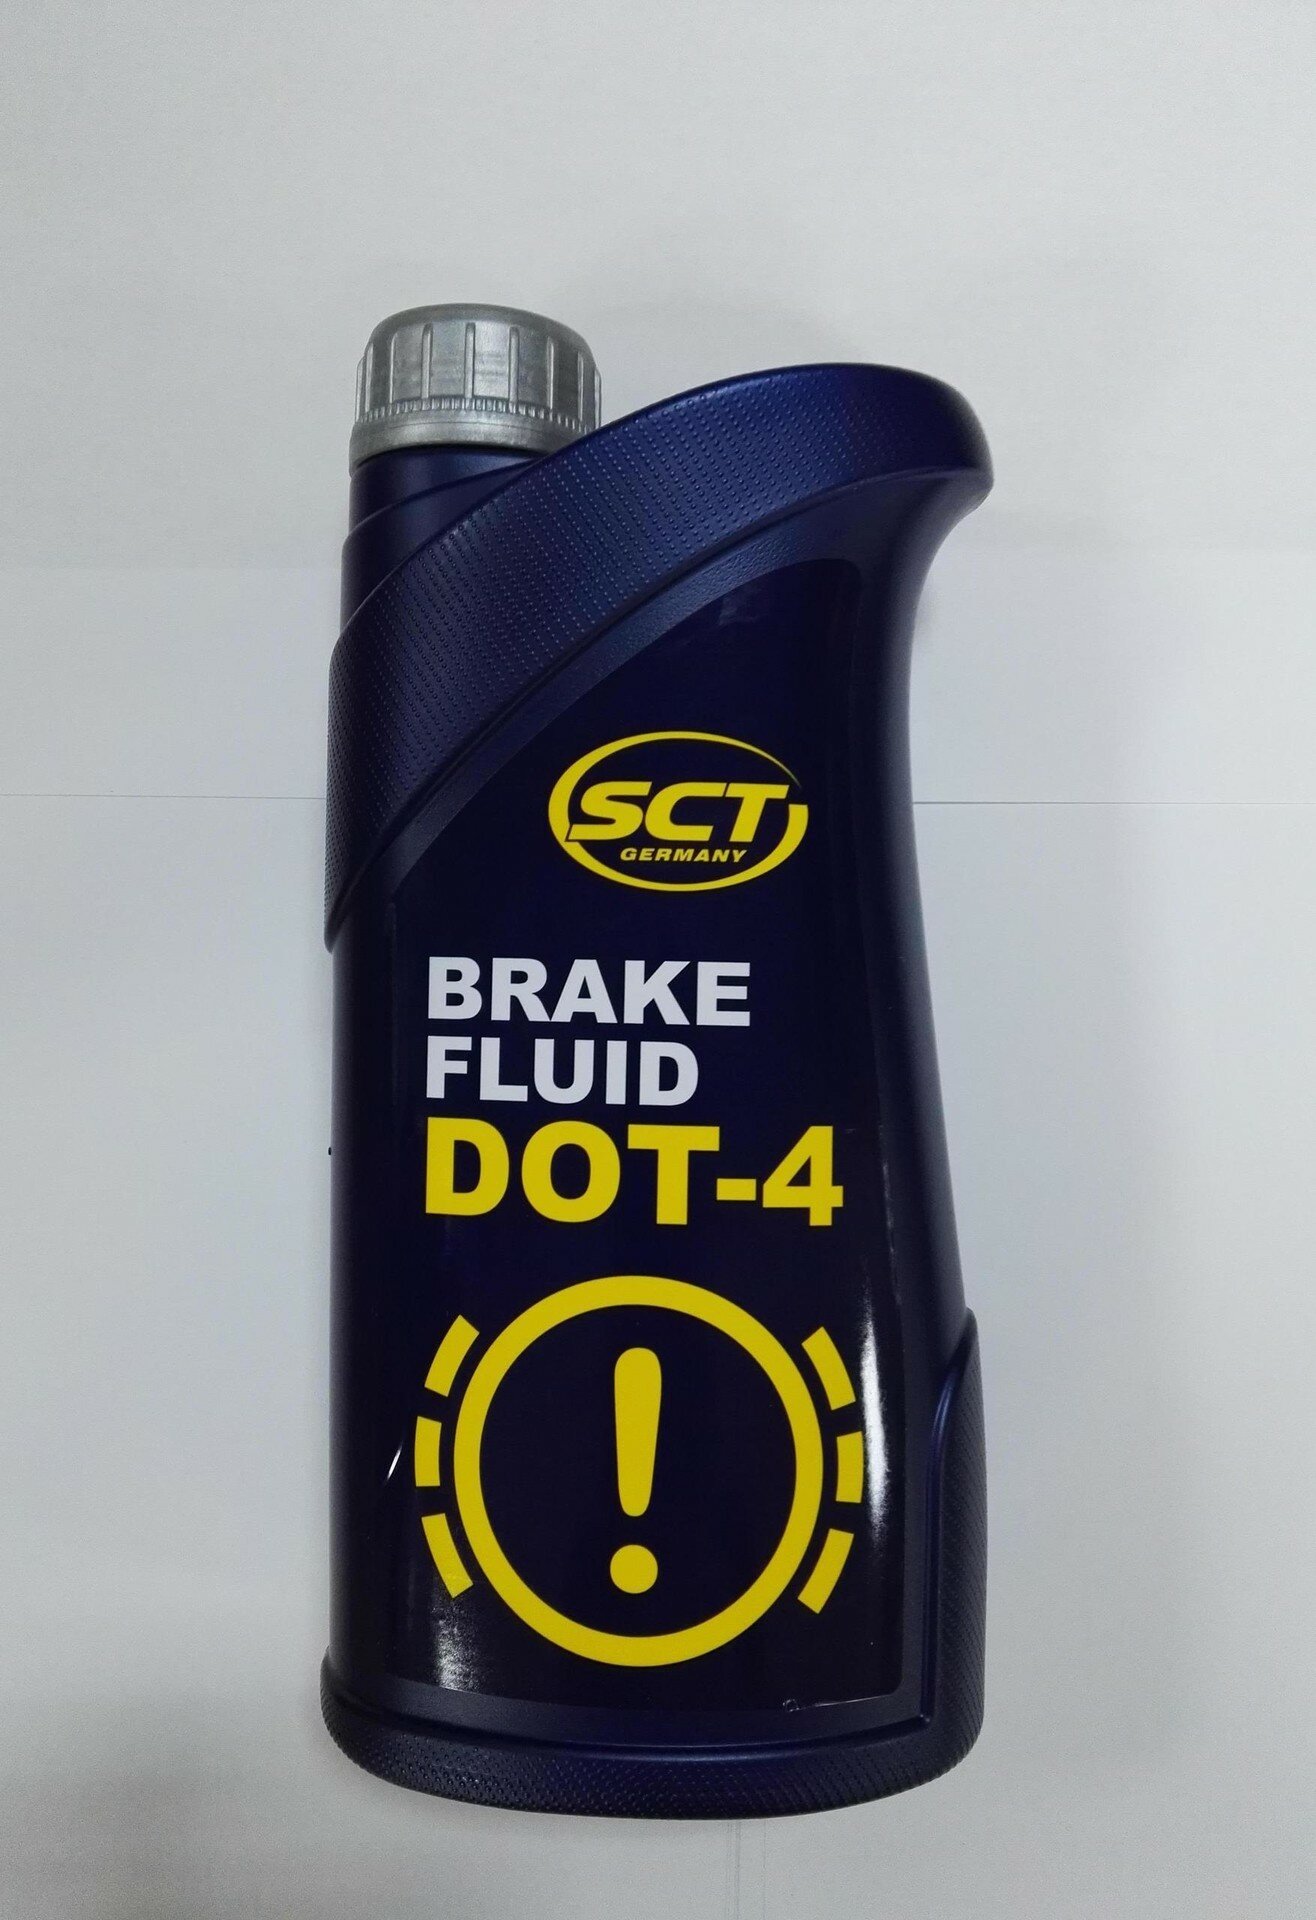 SCT
GERMANY
BRAKE
FLUID
DOT-4